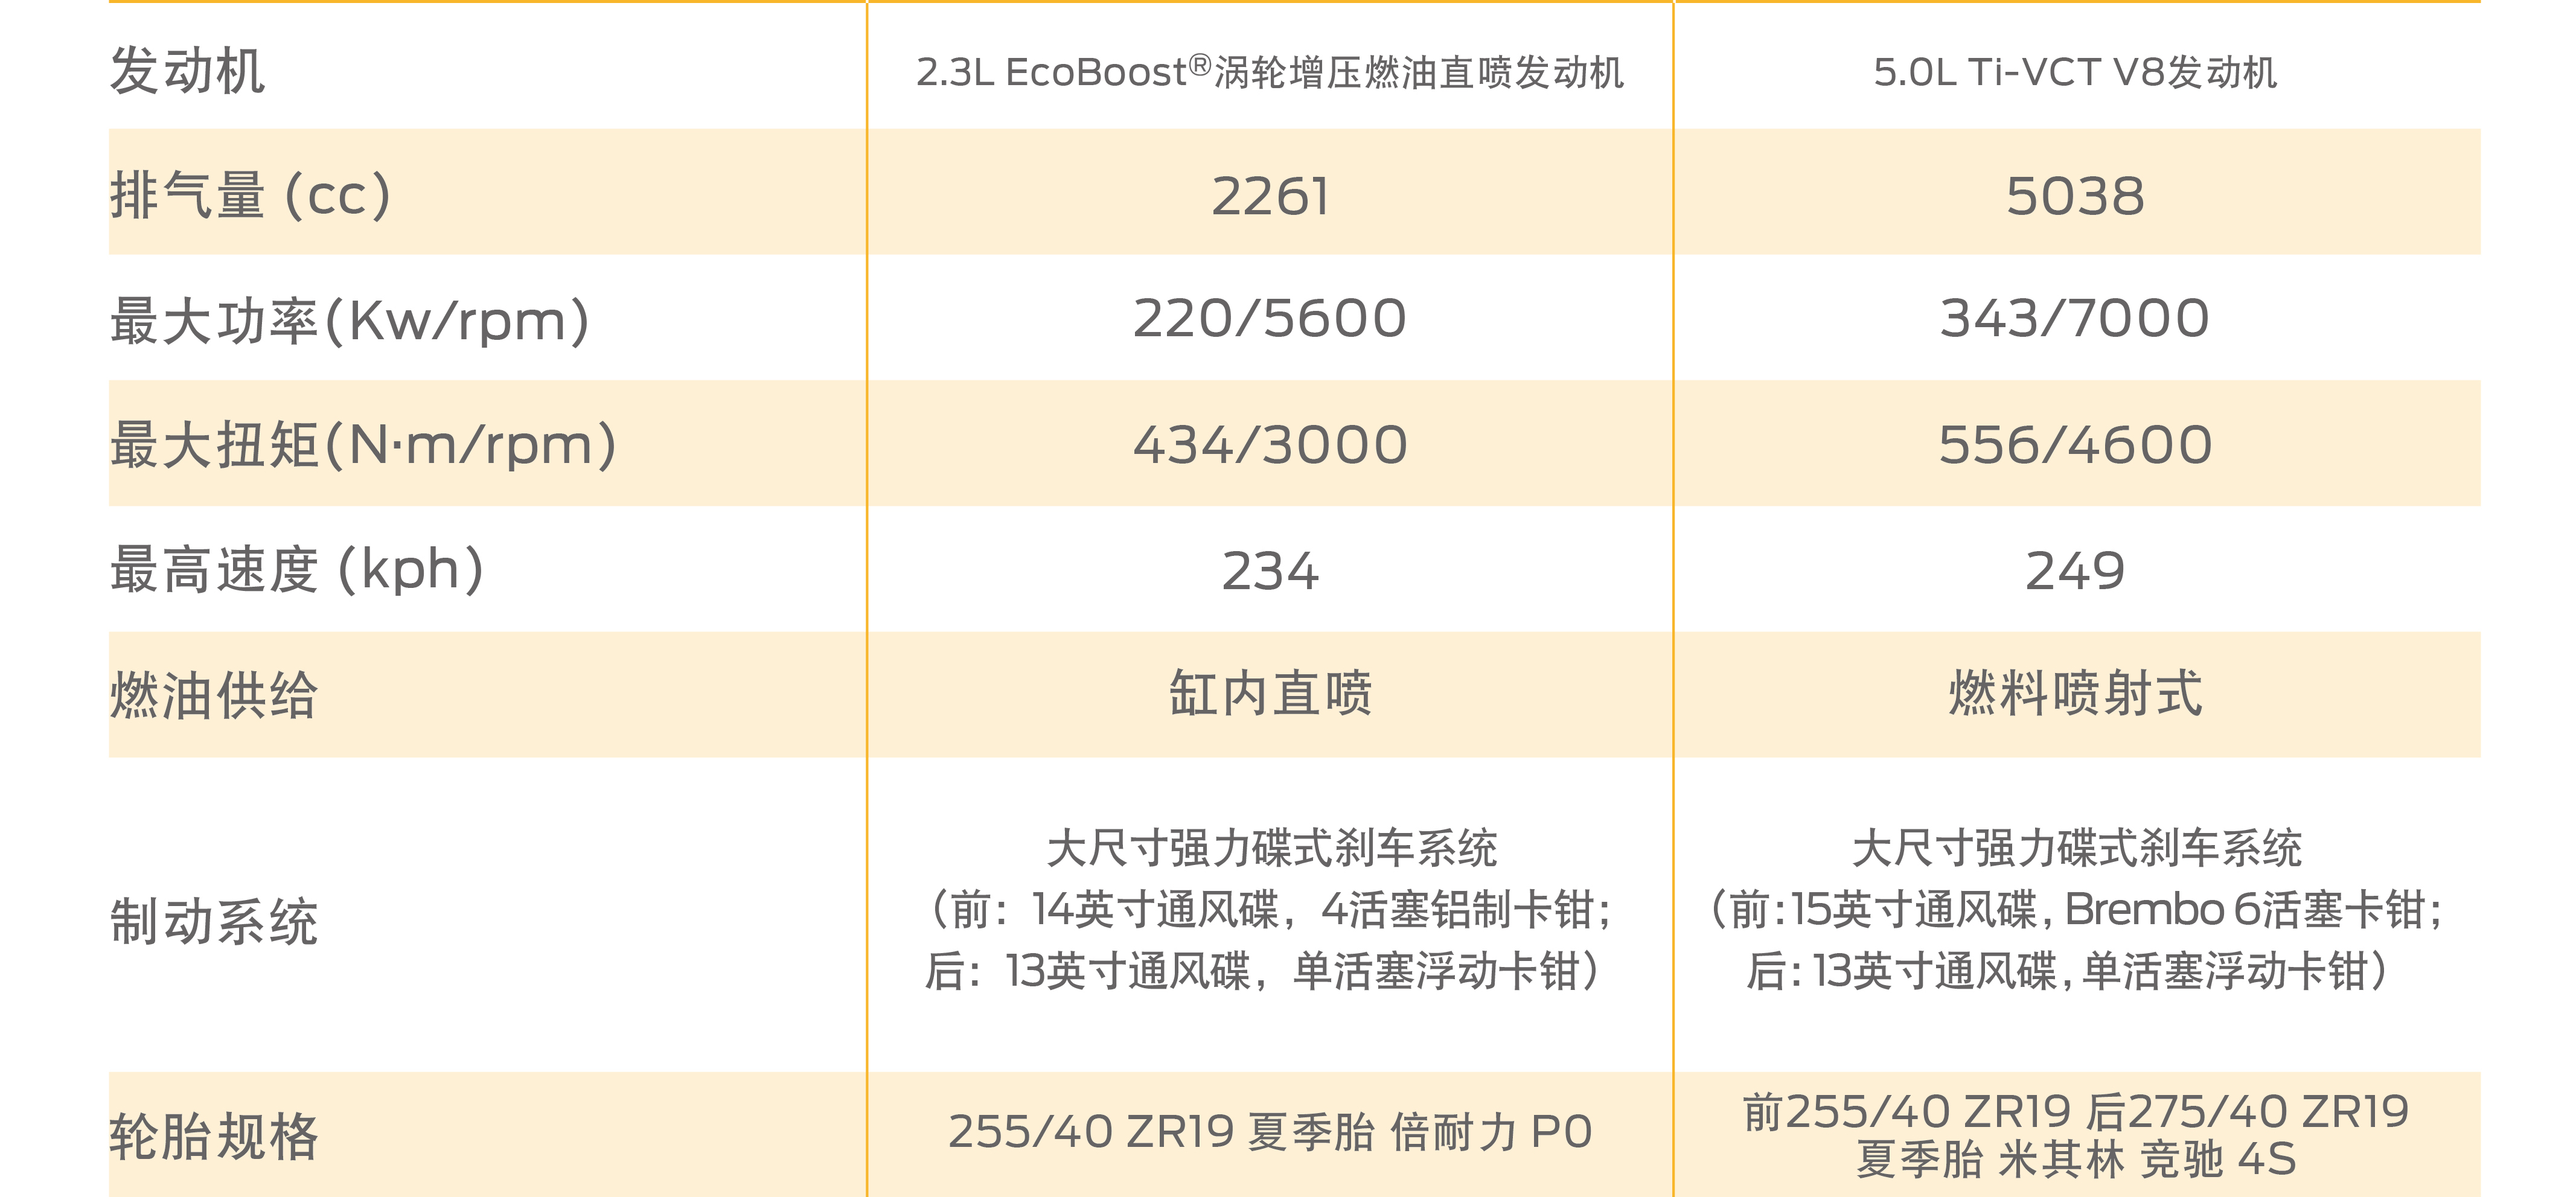 发动机 2.3L EcoBoost®涡轮增压燃油直喷发动机 5.0L Ti-VCT V8发动机
排气量 (cc) 2261 5038
最大功率(Kw/rpm) 220/5600 343/7000
最大扭矩(N·m/rpm) 434/3000 556/4600
最高速度 (kph) 234 249
燃油供给 缸内直喷 燃料喷射式
制动系统
大尺寸强力碟式刹车系统
（前：14英寸通风碟，4活塞铝制卡钳；
后：13英寸通风碟，单活塞浮动卡钳）
大尺寸强力碟式刹车系统
（前:15英寸通风碟, Brembo 6活塞卡钳;
后: 13英寸通风碟, 单活塞浮动卡钳）
轮胎规格
255/40 ZR19 夏季胎 倍耐力 P0
前255/40 ZR19 后275/40 ZR19
夏季胎 米其林 竞驰 4S